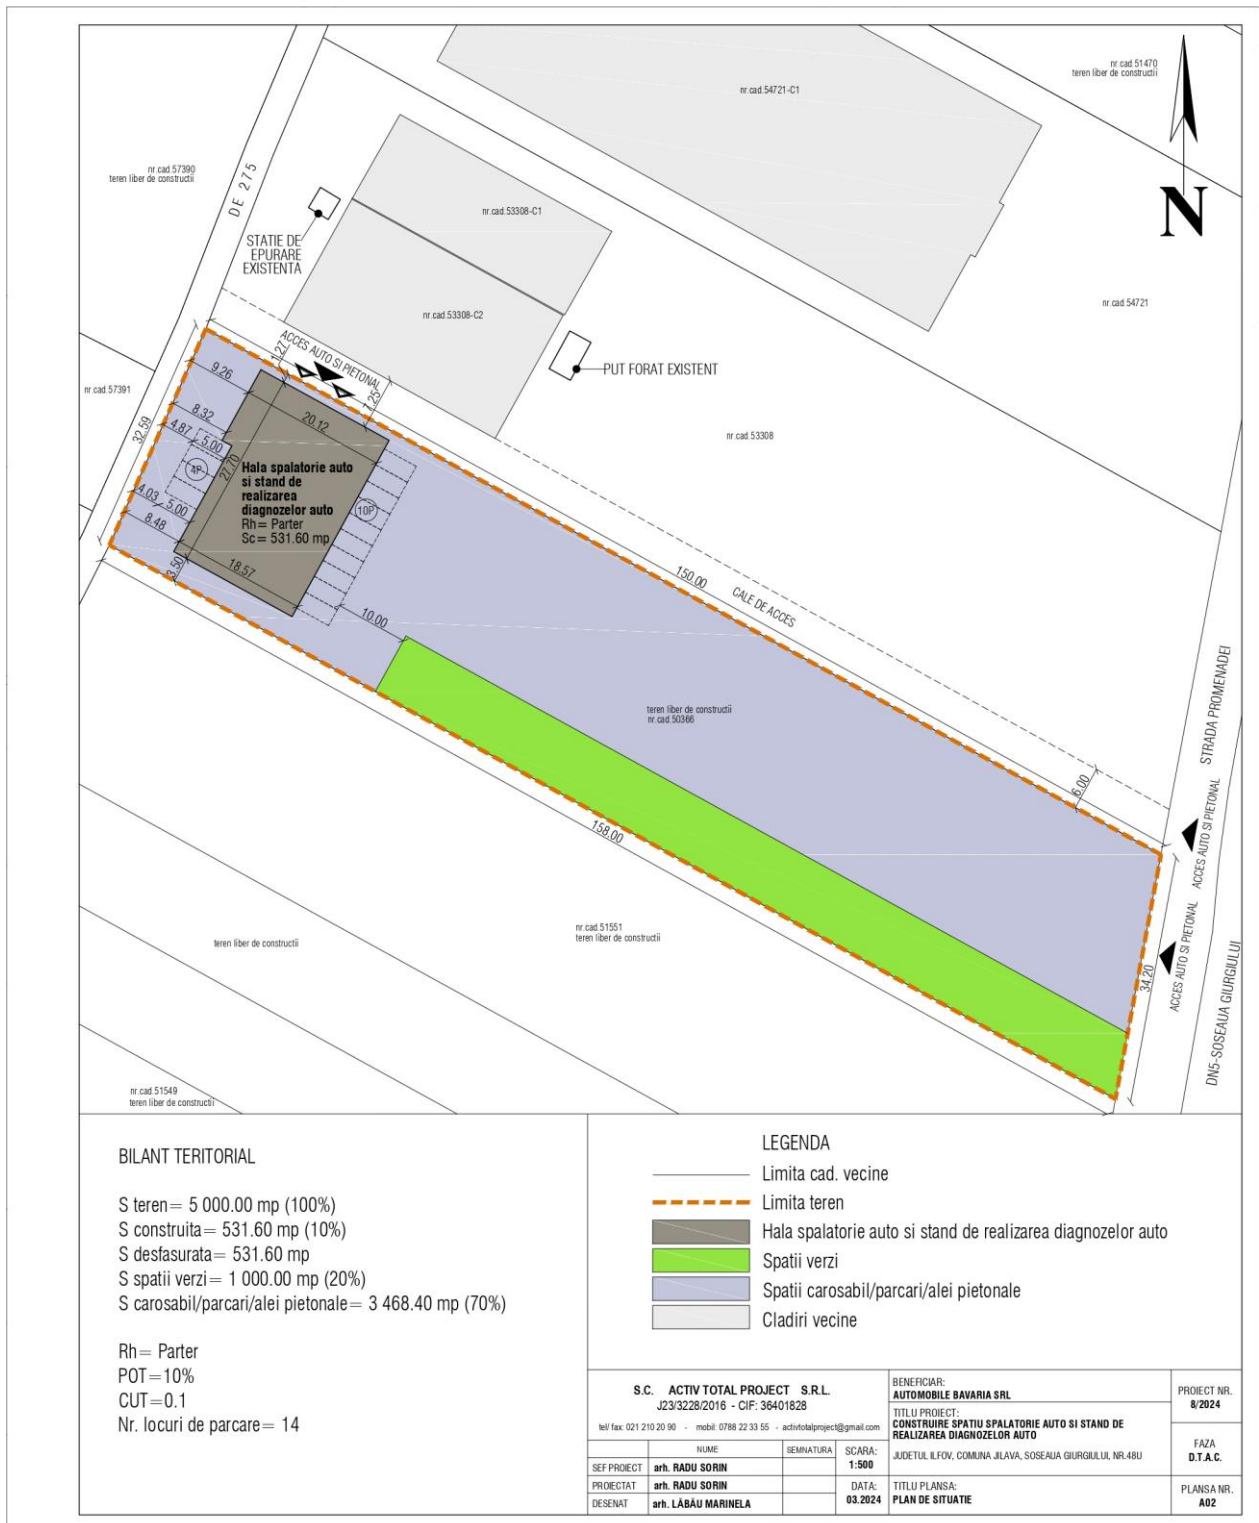 nr.cad.51470
teren liber de constructii
nr.cad.54721-C1
N
nr.cad.57390
teren liber de constructii
DE 275
nr.cad.53308-C1
STATIE DE
EPURARE
EXISTENTA
nr.cad.54721
nr.cad.53308-C2
ACCES AUTO SI PIETONAL
PUT FORAT EXISTENT
nr.cad.57391
nr.cad.53308
1.27
7.25
9.26
8.32
20.12
32.59
4.87
5.00
4P
27.70
Hala spalatorie auto
si stand de
realizarea
diagnozelor auto
Rh= Parter
Sc= 531.60 mp
10P
4.03
5.00
8.48
3.50
18.57
10.00
150.00
CALE DE ACCES
teren liber de constructii
nr.cad.50366
STRADA PROMENADEI
6.00
158.00
ACCES AUTO SI PIETONAL
ACCES AUTO SI PIETONAL
34.20
DN5-SOSEAUA GIURGIULUI
nr.cad.51551
teren liber de constructii
teren liber de constructii
nr.cad.51549
teren liber de constructii
BILANT TERITORIAL
S teren= 5 000.00 mp (100%)
S construita= 531.60 mp (10%)
S desfasurata= 531.60 mp
S spatii verzi= 1 000.00 mp (20%)
S carosabil/parcari/alei pietonale= 3 468.40 mp (70%)
Rh= Parter
POT=10%
CUT=0.1
Nr. locuri de parcare= 14
LEGENDA
Limita cad. vecine
Limita teren
Hala spalatorie auto si stand de realizarea diagnozelor auto
Spatii verzi
Spatii carosabil/parcari/alei pietonale
Cladiri vecine
S.C. ACTIV TOTAL PROJECT S.R.L.
J23/3228/2016 - CIF: 36401828
tel/ fax: 021 210 20 90 - mobil: 0788 22 33 55 - activtotalproject@gmail.com
NUME SEMNATURA
SEF PROIECT arh. RADU SORIN
PROIECTAT arh. RADU SORIN
DESENAT arh. LĂBĂU MARINELA
SCARA:
1:500
DATA:
03.2024
BENEFICIAR:
AUTOMOBILE BAVARIA SRL
TITLU PROIECT:
CONSTRUIRE SPATIU SPALATORIE AUTO SI STAND DE
REALIZAREA DIAGNOZELOR AUTO
JUDETUL ILFOV, COMUNA JILAVA, SOSEAUA GIURGIULUI, NR.48U
TITLU PLANSA:
PLAN DE SITUATIE
PROIECT NR.
8/2024
FAZA
D.T.A.C.
PLANSA NR.
A02